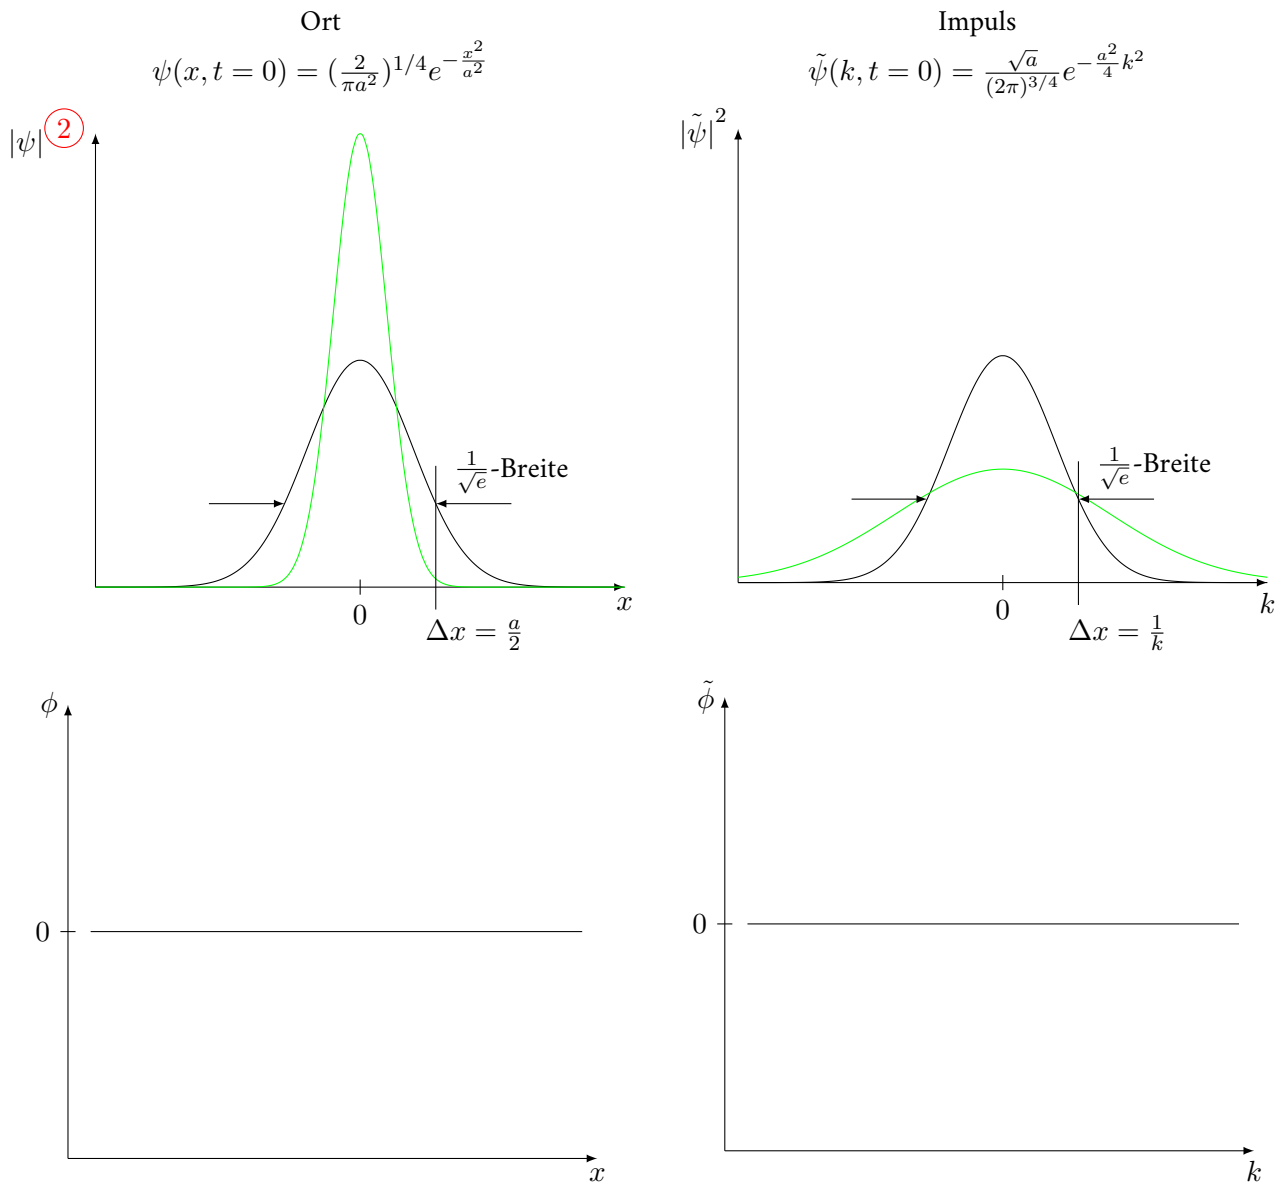 Ort
ψ(x, t = 0) = (2/(πa²))^{1/4} e^{-x²/a²}
|ψ|²
1/√e-Breite
0
x
Δx = a/2
Impuls
ψ̃(k, t = 0) = √a/(2π)^{3/4} e^{-a²/4 k²}
|ψ̃|²
1/√e-Breite
0
k
Δx = 1/k
ϕ
0
x
ϕ̃
0
k